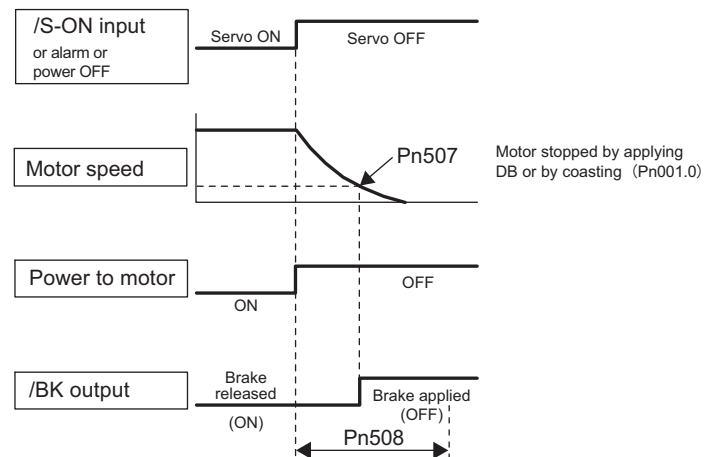 /S-ON input
or alarm or
power OFF
Servo ON
Servo OFF
Motor speed
Pn507
Motor stopped by applying
DB or by coasting (Pn001.0)
Power to motor
ON
OFF
/BK output
Brake
released
(ON)
Brake applied
(OFF)
Pn508